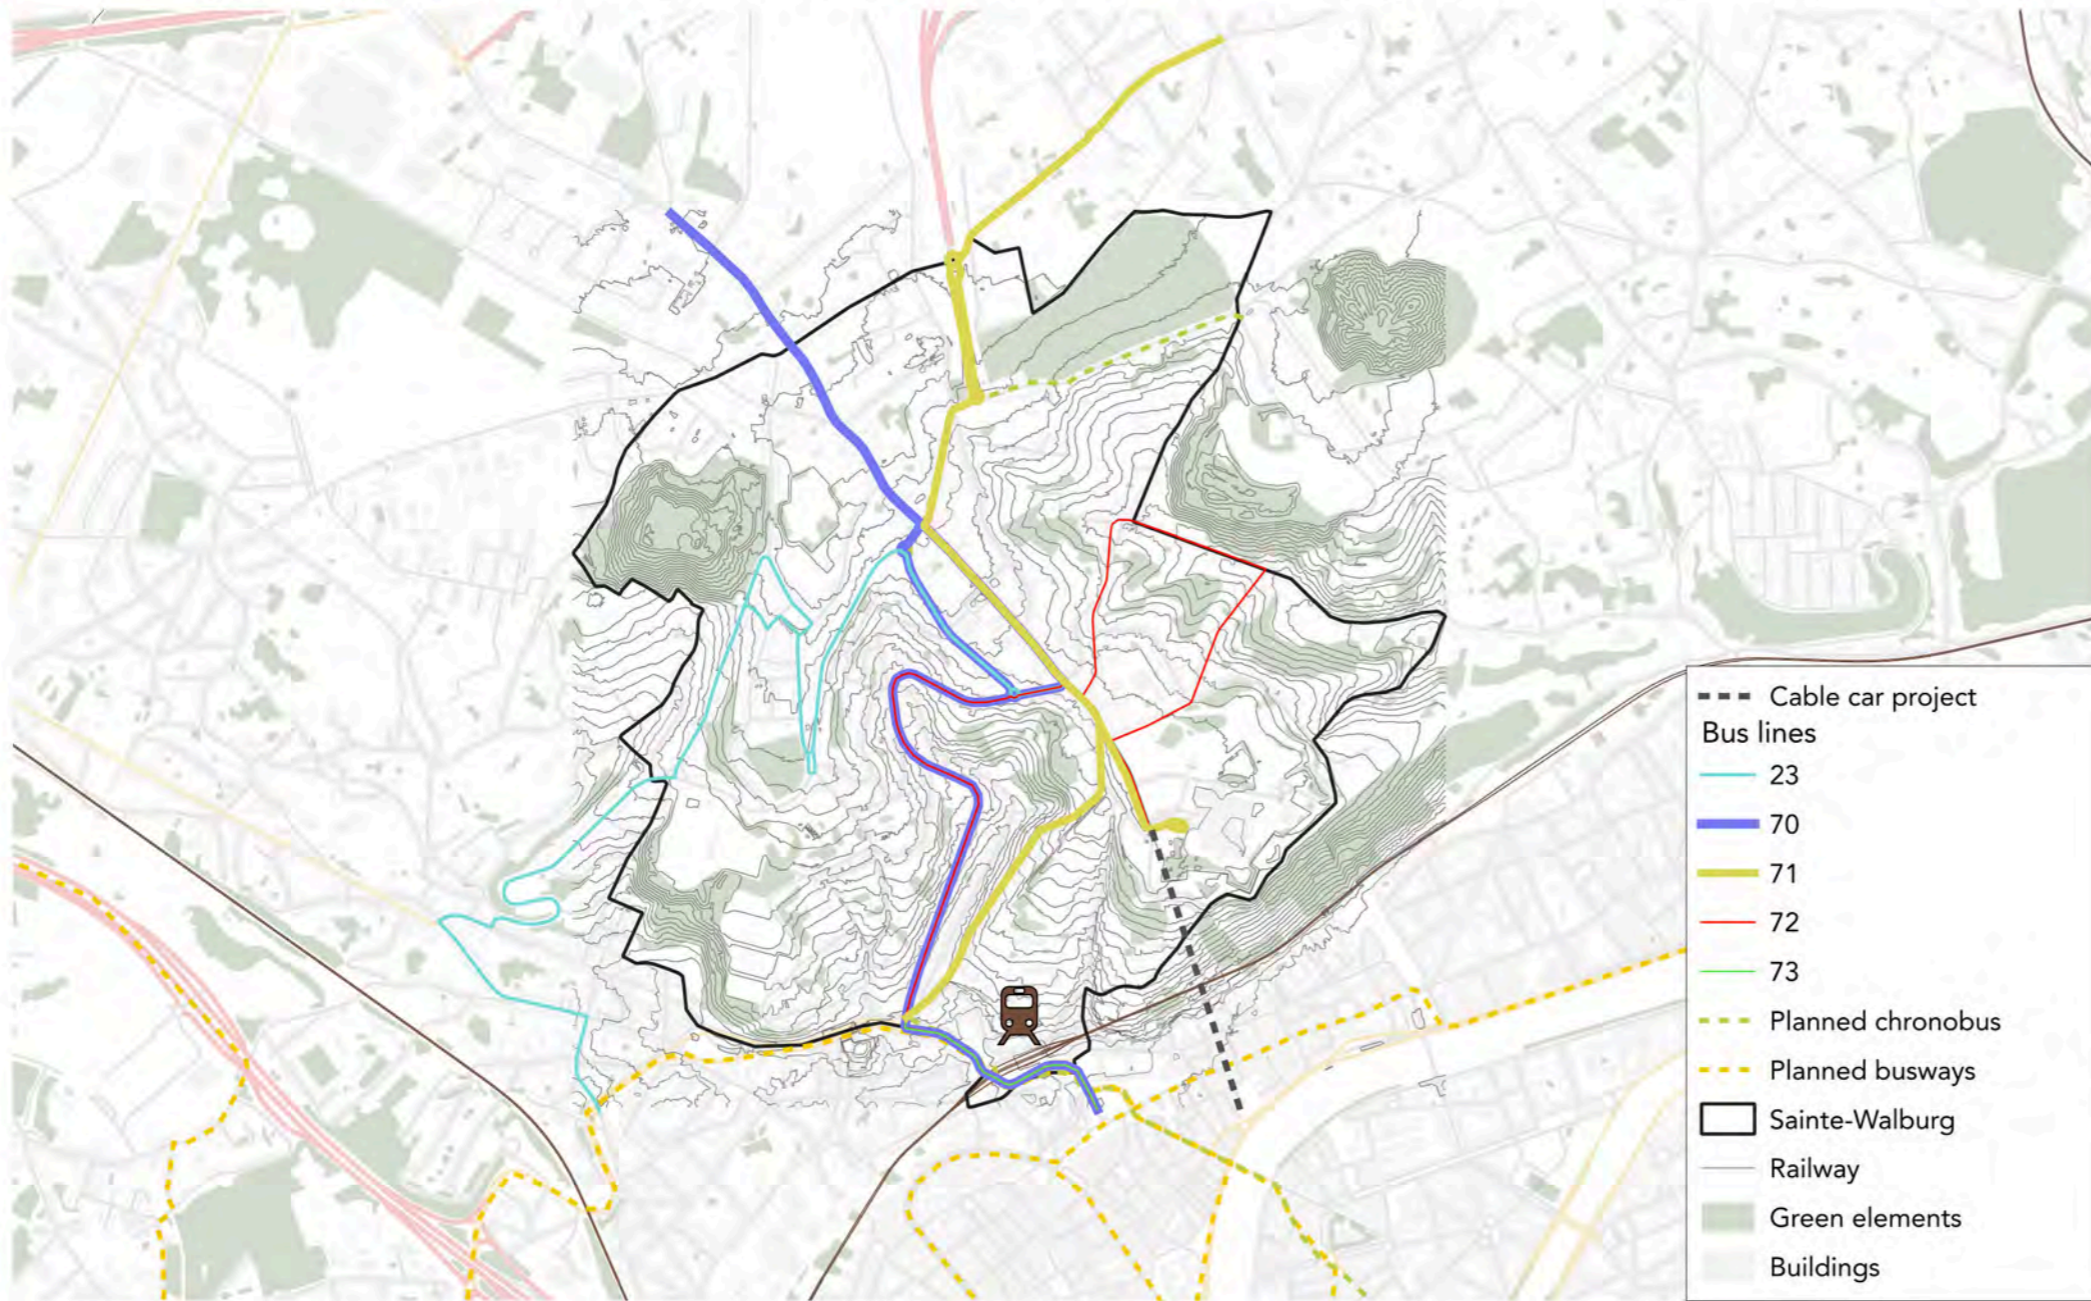 Cable car project
Bus lines
23
70
71
72
73
Planned chronobus
Planned busways
Sainte-Walburg
Railway
Green elements
Buildings